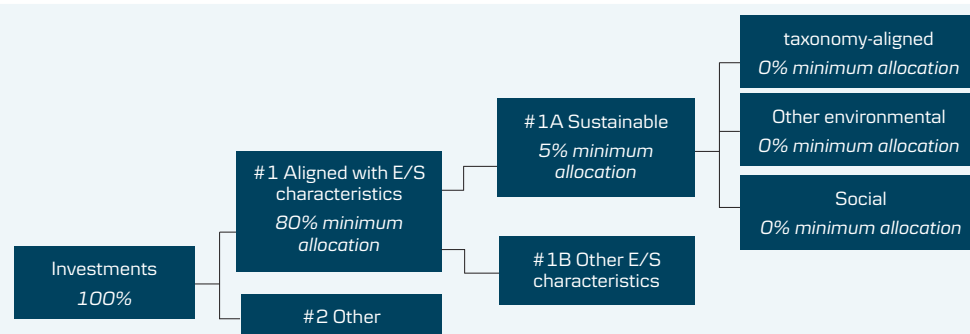 taxonomy-aligned
0% minimum allocation
Other environmental
0% minimum allocation
Social
0% minimum allocation
#1A Sustainable
5% minimum
allocation
#1 Aligned with E/S
characteristics
80% minimum
allocation
#1B Other E/S
characteristics
Investments
100%
#2 Other